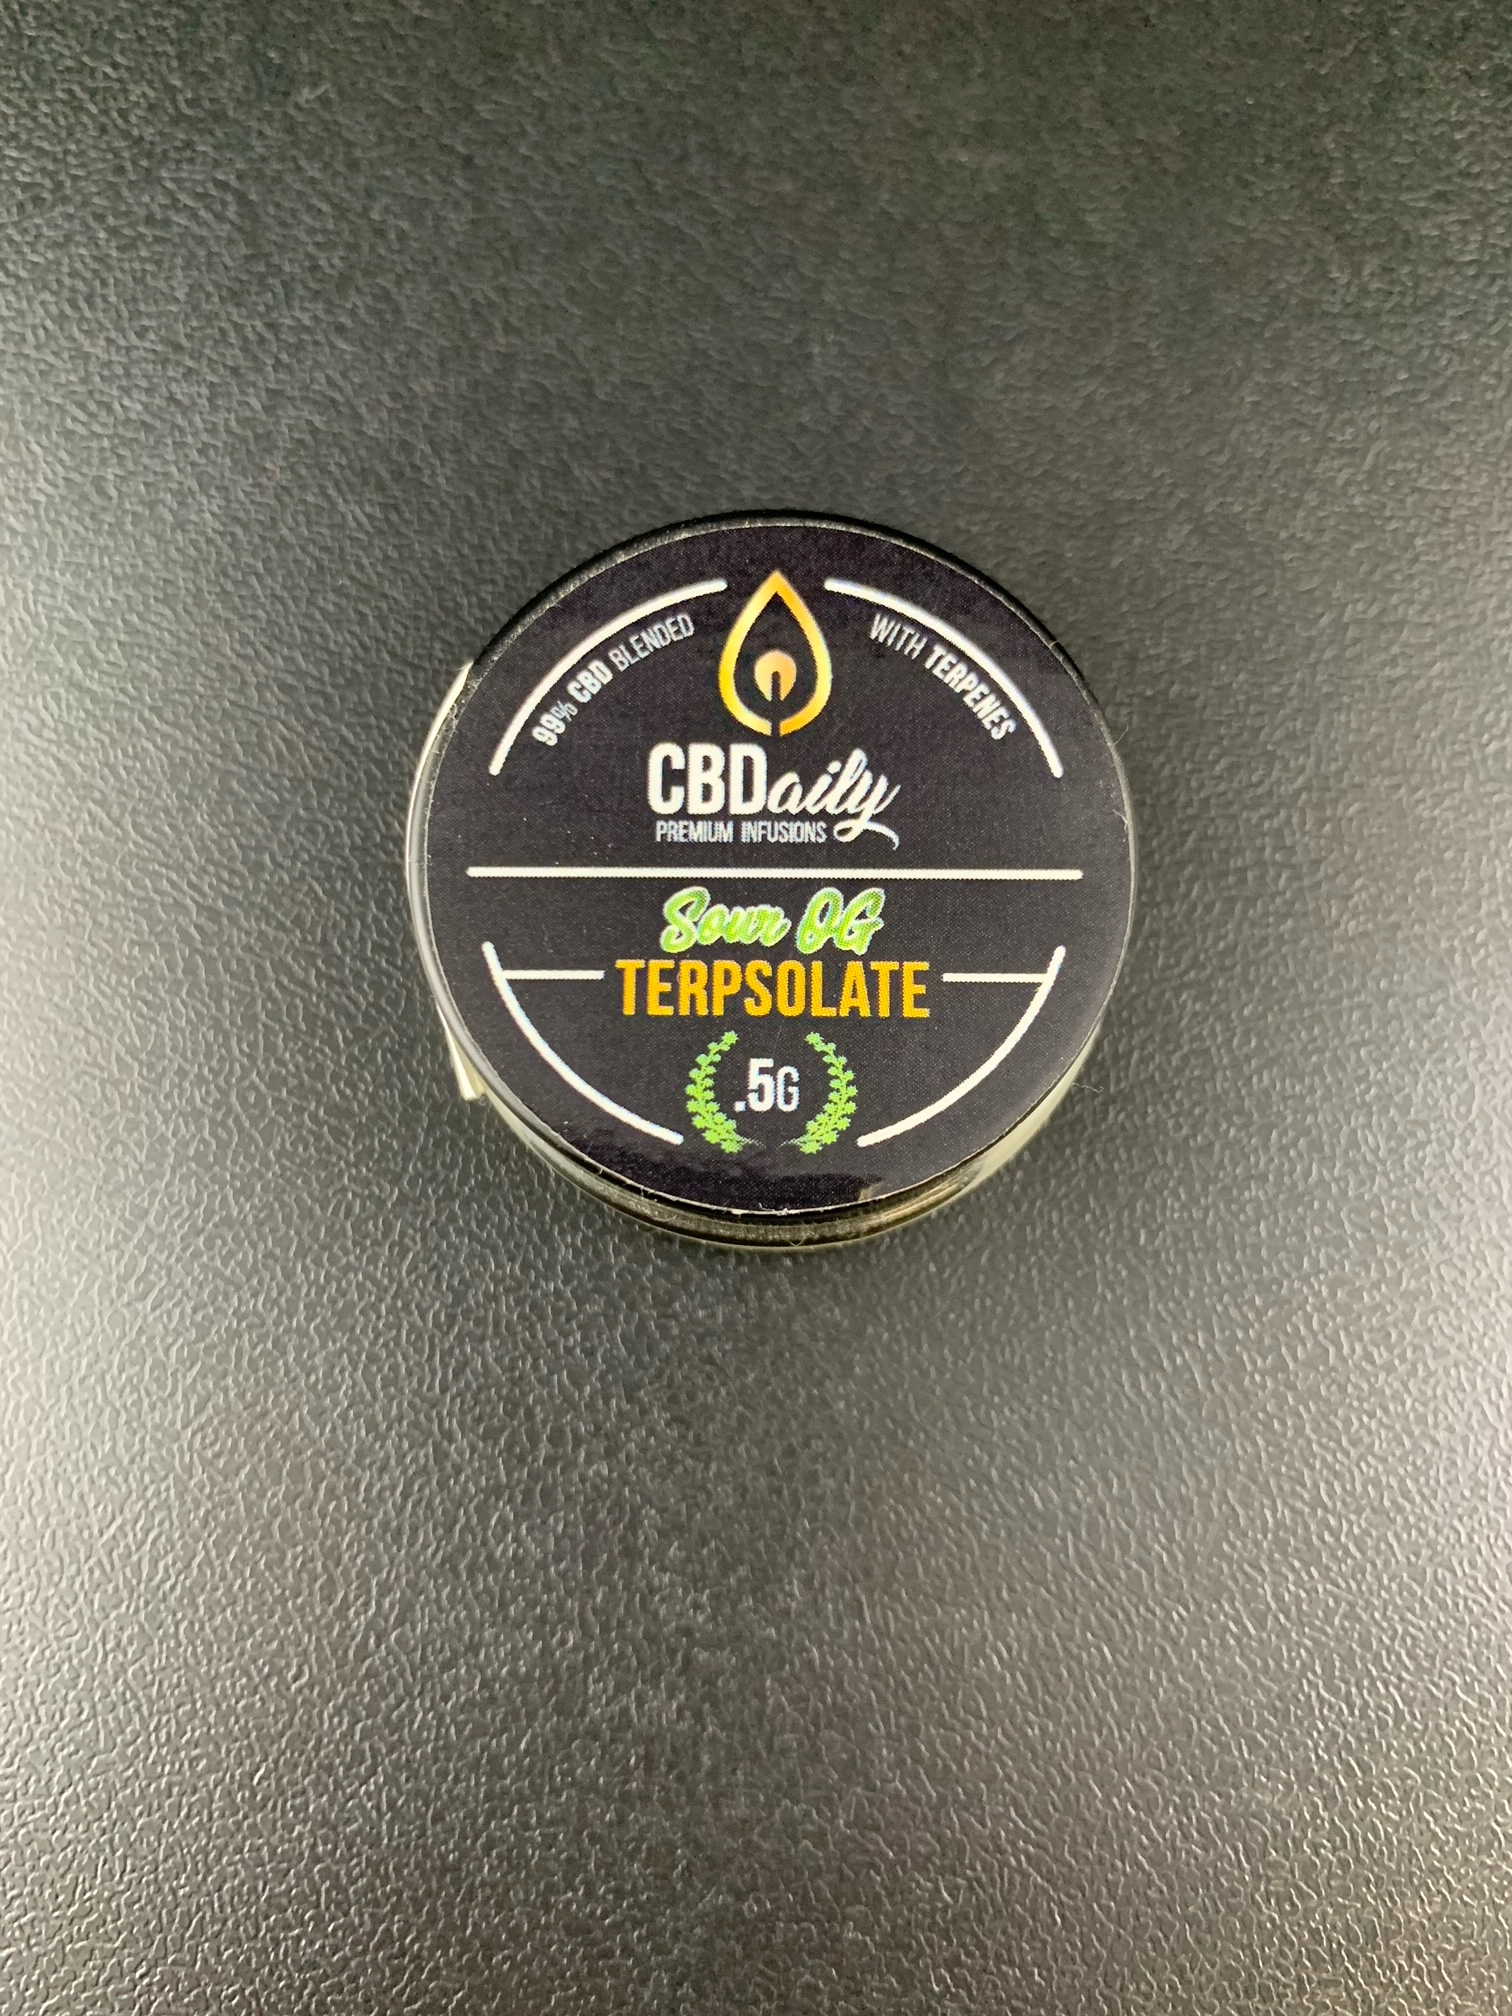 99% CBD BLENDED
WITH TERPENES
CBDaily
PREMIUM INFUSIONS
Sour OG
TERPSOLATE
.5G